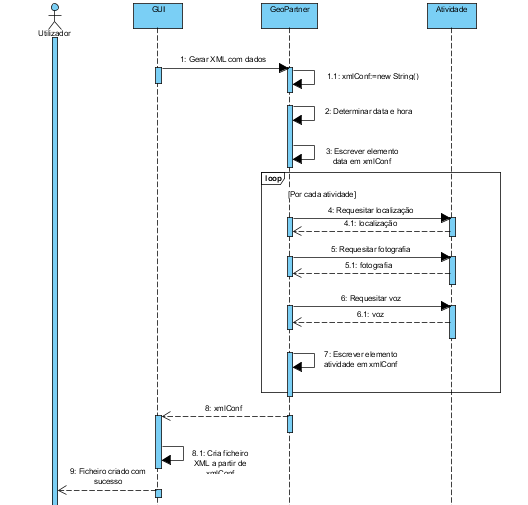 GUI
GeoPartner
Atividade
Utilizador
1: Gerar XML com dados
1.1: xmlConf:=new String()
2: Determinar data e hora
3: Escrever elemento
data em xmlConf
loop
[Por cada atividade]
4: Requesitar localização
4.1: localização
5: Requesitar fotografia
5.1: fotografia
6: Requesitar voz
6.1: voz
7: Escrever elemento
atividade em xmlConf
8: xmlConf
8.1: Cria ficheiro
XML a partir de
xmlConf
9: Ficheiro criado com
sucesso